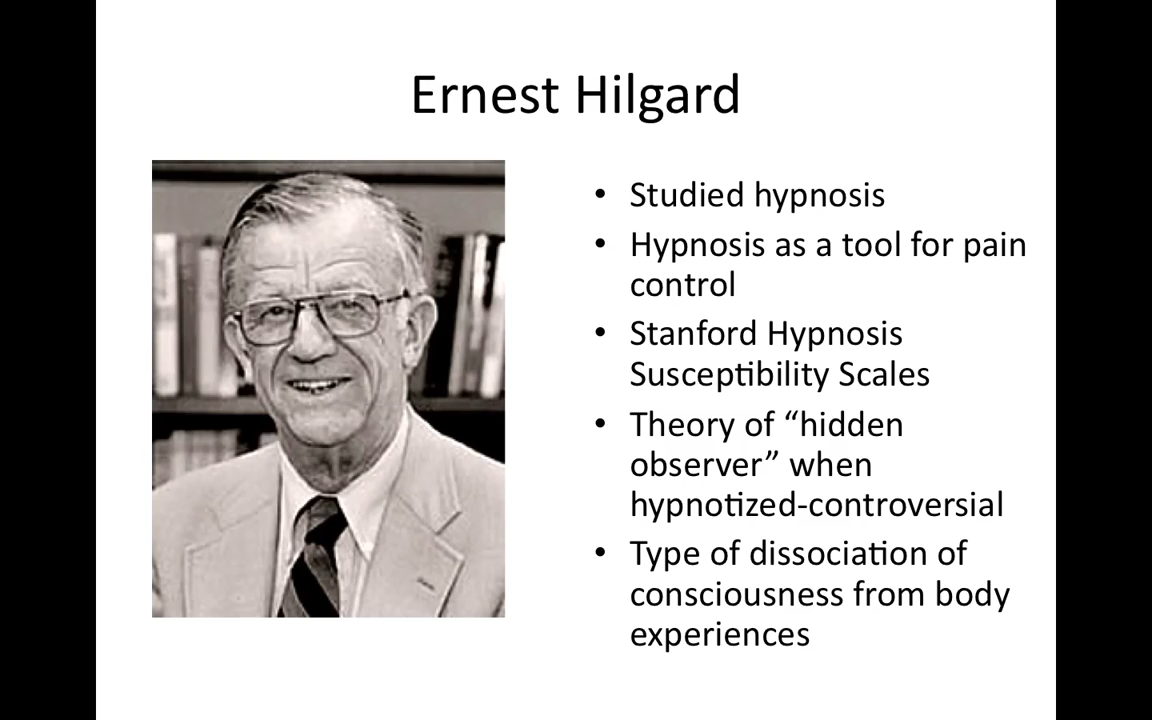 Ernest Hilgard
• Studied hypnosis
• Hypnosis as a tool for pain
control
• Stanford Hypnosis
Susceptibility Scales
• Theory of “hidden
observer” when
hypnotized-controversial
• Type of dissociation of
consciousness from body
experiences